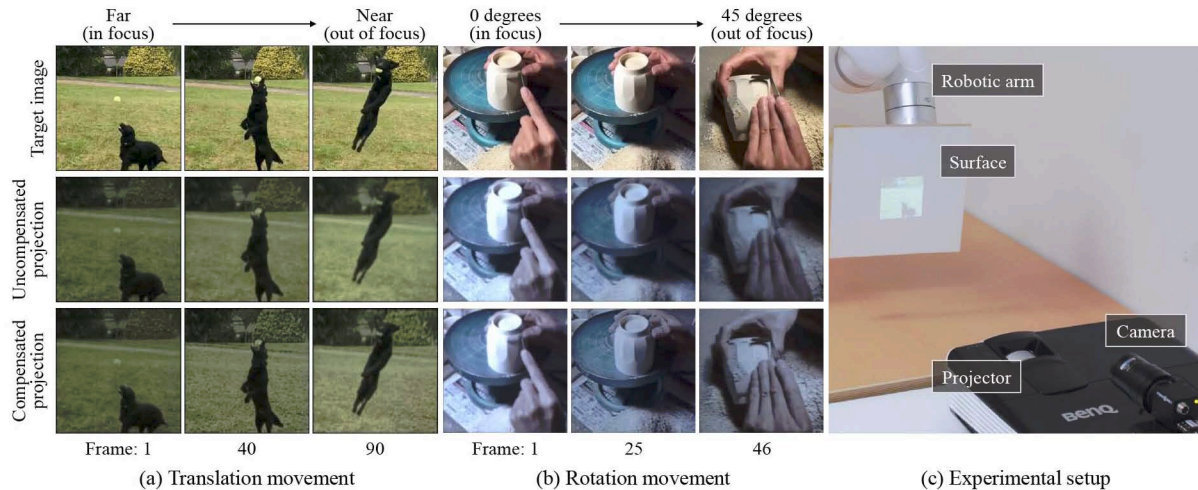 Far
(in focus)
Near
(out of focus)
0 degrees
(in focus)
45 degrees
(out of focus)
Target image
Uncompensated
projection
Compensated
projection
Robotic arm
Surface
Camera
Projector
BenQ
Frame: 1
40
90
Frame: 1
25
46
(a) Translation movement
(b) Rotation movement
(c) Experimental setup